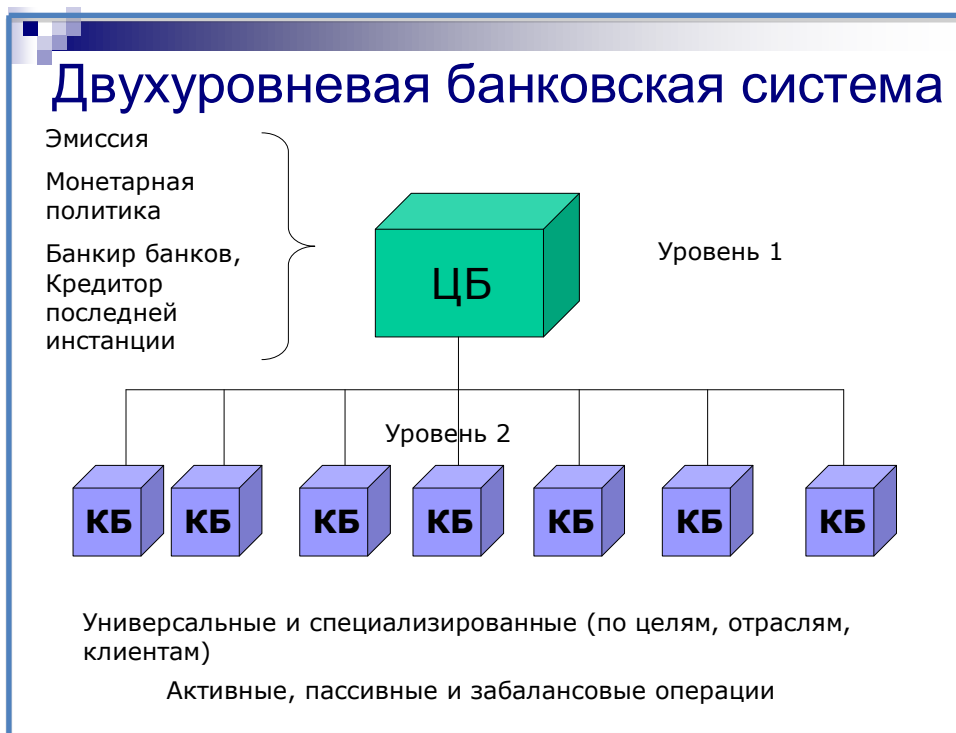 Двухуровневая банковская система
Эмиссия
Монетарная
политика
Банкир банков,
Кредитор
последней
инстанции
ЦБ
Уровень 1
Уровень 2
КБ
КБ
КБ
КБ
КБ
КБ
КБ
Универсальные и специализированные (по целям, отраслям,
клиентам)
Активные, пассивные и забалансовые операции